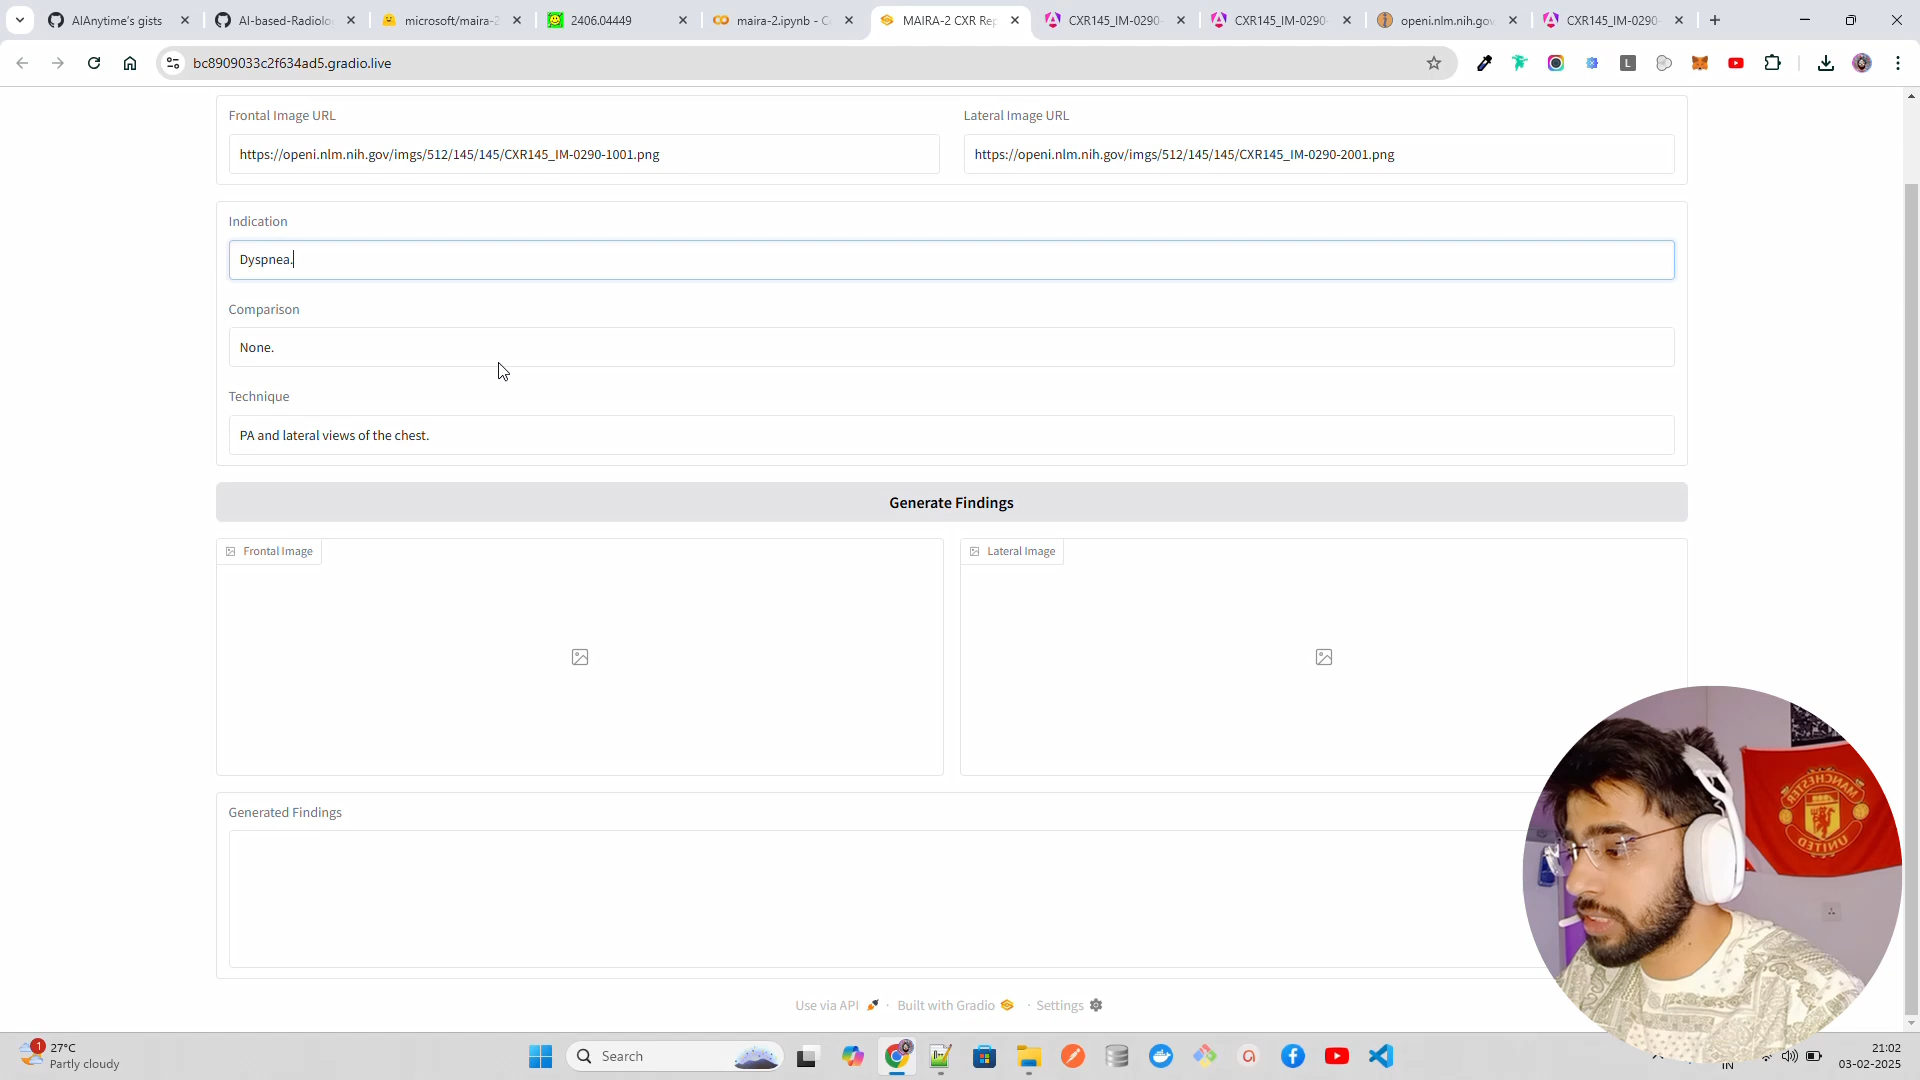 AIAnytime's gists
AI-based-Radiolo
microsoft/maira-2
2406.04449
maira-2.ipynb - C
MAIRA-2 CXR Rep
CXR145_IM-0290-
CXR145_IM-0290-
openi.nlm.nih.gov
CXR145_IM-0290-
bc8909033c2f634ad5.gradio.live
Frontal Image URL
Lateral Image URL
https://openi.nlm.nih.gov/imgs/512/145/145/CXR145_IM-0290-1001.png
https://openi.nlm.nih.gov/imgs/512/145/145/CXR145_IM-0290-2001.png
Indication
Dyspnea.
Comparison
None.
Technique
PA and lateral views of the chest.
Generate Findings
Frontal Image
Lateral Image
Generated Findings
Use via API · Built with Gradio · Settings
MANCHESTER
UNITED
1
27°C
Partly cloudy
Search
IN
21:02
03-02-2025